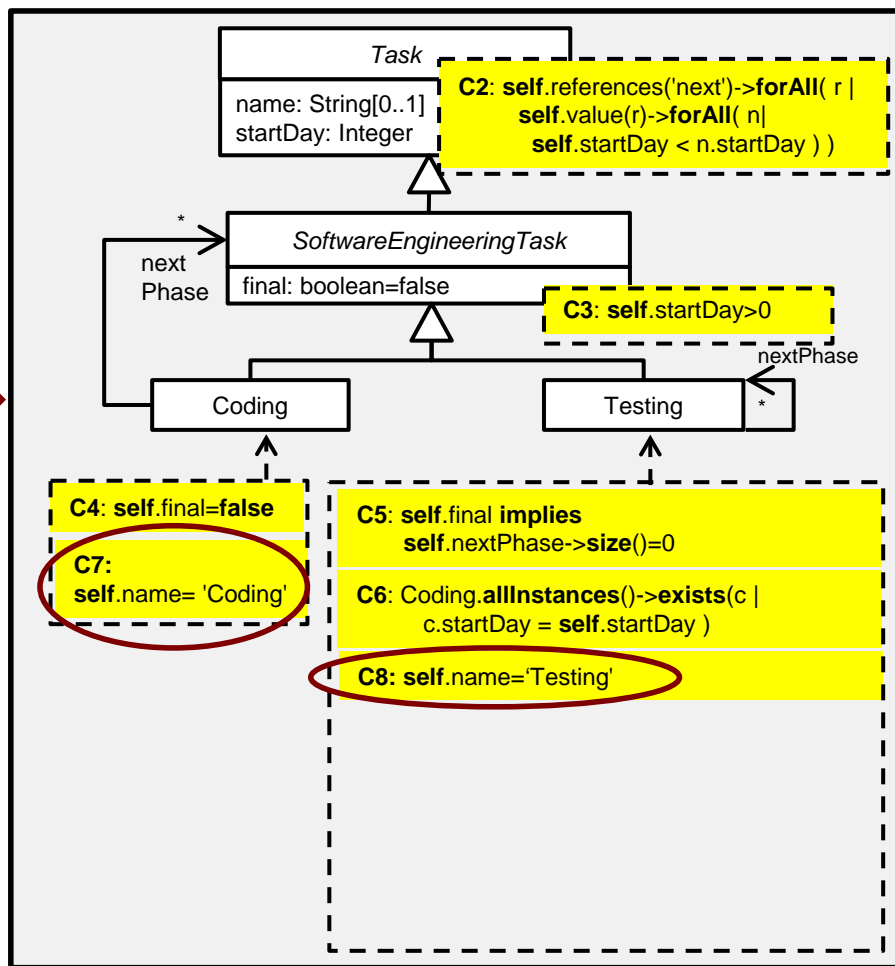 Task
name: String[0..1]
startDay: Integer
C2: self.references('next')->forAll( r |
self.value(r)->forAll( n|
self.startDay < n.startDay ) )
*
next
Phase
SoftwareEngineeringTask
final: boolean=false
C3: self.startDay>0
nextPhase
*
Coding
Testing
C4: self.final=false
C7:
self.name= 'Coding'
C5: self.final implies
self.nextPhase->size()=0
C6: Coding.allInstances()->exists(c |
c.startDay = self.startDay )
C8: self.name=‘Testing’